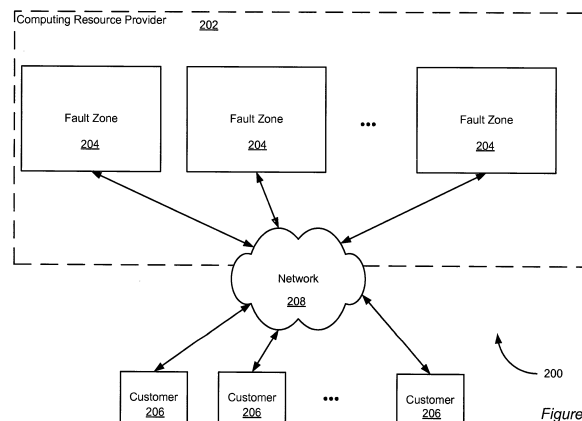 Computing Resource Provider 202
Fault Zone
204
Fault Zone
204
...
Fault Zone
204
Network
208
Customer
206
Customer
206
...
Customer
206
200
Figure